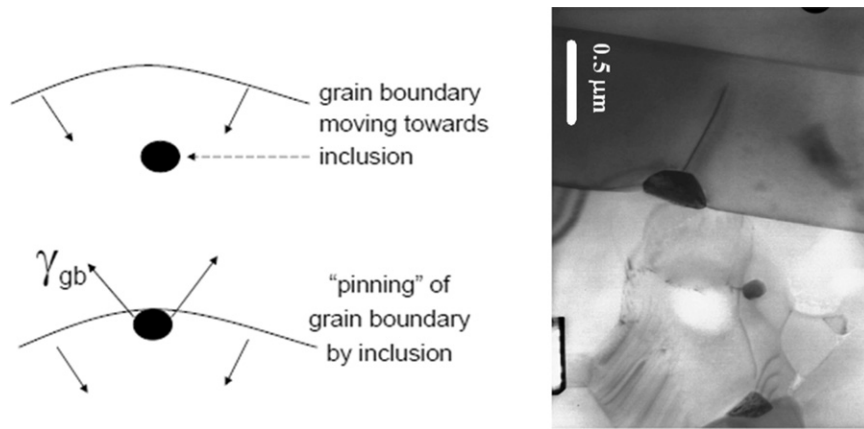 grain boundary
moving towards
inclusion
γgb
"pinning" of
grain boundary
by inclusion
0.5 μm